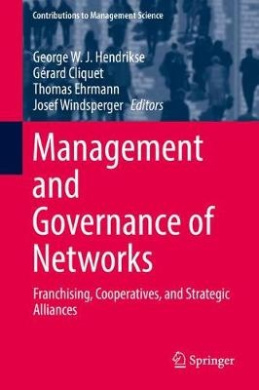 Contributions to Management Science
George W. J. Hendrikse
Gérard Cliquet
Thomas Ehrmann
Josef Windsperger Editors
Management
and
Governance of
Networks
Franchising, Cooperatives, and Strategic
Alliances
Springer